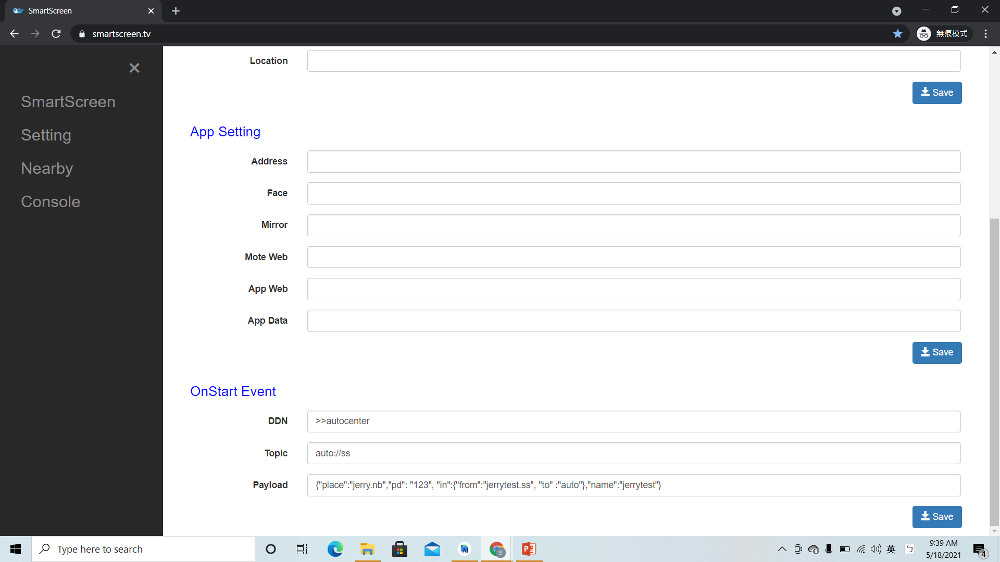 SmartScreen
smartscreen.tv
無痕模式
SmartScreen
Setting
Nearby
Console
Location
Save
App Setting
Address
Face
Mirror
Mote Web
App Web
App Data
Save
OnStart Event
DDN
>>autocenter
Topic
auto://ss
Payload
{"place":"jerry.nb","pd": "123", "in":{"from":"jerrytest.ss", "to" :"auto"},"name":"jerrytest"}
Save
Type here to search
英
ㄅ
9:39 AM
5/18/2021
4